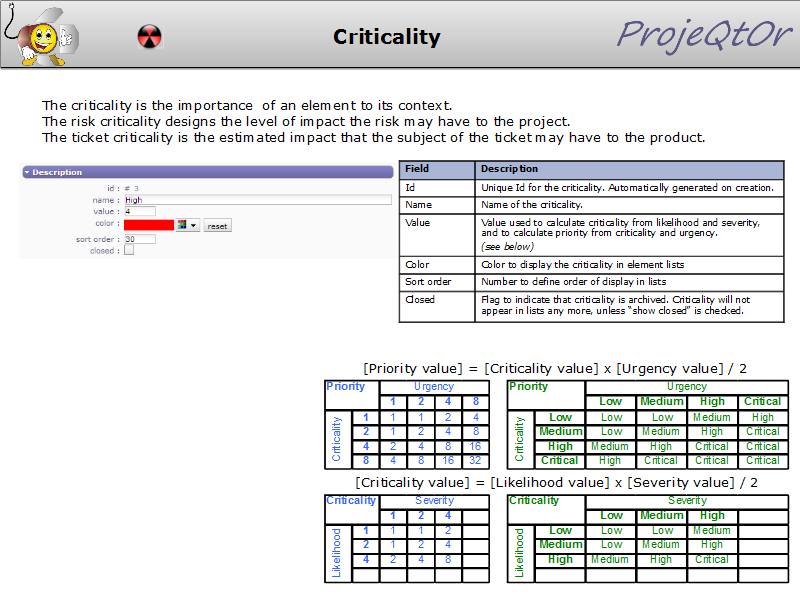 Criticality
ProjeQtOr
The criticality is the importance of an element to its context.
The risk criticality designs the level of impact the risk may have to the project.
The ticket criticality is the estimated impact that the subject of the ticket may have to the product.
Description
id : # 3
name : High
value : 4
color : reset
sort order : 30
closed :
Field Description
Id Unique Id for the criticality. Automatically generated on creation.
Name Name of the criticality.
Value Value used to calculate criticality from likelihood and severity,
and to calculate priority from criticality and urgency.
(see below)
Color Color to display the criticality in element lists
Sort order Number to define order of display in lists
Closed Flag to indicate that criticality is archived. Criticality will not
appear in lists any more, unless "show closed" is checked.
[Priority value] = [Criticality value] x [Urgency value] / 2
Priority Urgency
1 2 4 8
Criticality
1 1 1 2 4
2 1 2 4 8
4 2 4 8 16
8 4 8 16 32
Priority Urgency
Low Medium High Critical
Criticality
Low Low Low Medium High
Medium Low Medium High Critical
High Medium High Critical Critical
Critical High Critical Critical Critical
[Criticality value] = [Likelihood value] x [Severity value] / 2
Criticality Severity
1 2 4
Likelihood
1 1 1 2
2 1 2 4
4 2 4 8
Criticality Severity
Low Medium High
Likelihood
Low Low Low Medium
Medium Low Medium High
High Medium High Critical